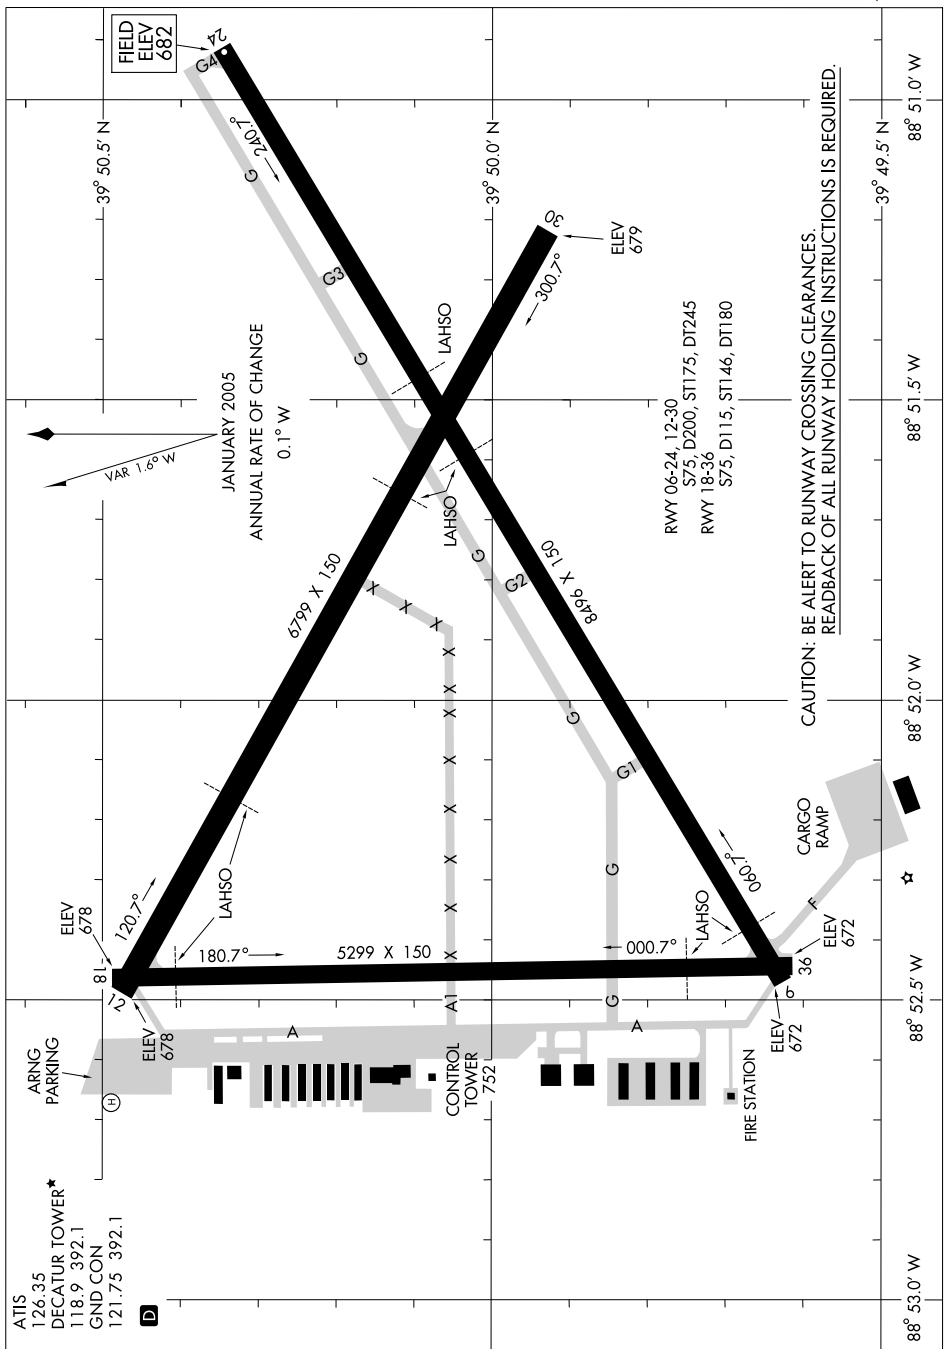 ATIS
126.35
DECATUR TOWER★
118.9 392.1
GND CON
121.75 392.1
D
FIELD
ELEV
682
24
G4
240.7°
G
G3
G
LAHSO
30
300.7°
ELEV
679
39° 50.5' N
39° 50.0' N
39° 49.5' N
88° 51.0' W
88° 51.5' W
88° 52.0' W
88° 52.5' W
88° 53.0' W
VAR 1.6° W
JANUARY 2005
ANNUAL RATE OF CHANGE
0.1° W
LAHSO
G
G2
8496 X 150
6799 X 150
X
X
X
X
X
X
X
X
X
X
X
RWY 06-24, 12-30
S75, D200, ST175, DT245
RWY 18-36
S75, D115, ST146, DT180
CAUTION: BE ALERT TO RUNWAY CROSSING CLEARANCES.
READBACK OF ALL RUNWAY HOLDING INSTRUCTIONS IS REQUIRED.
G
G1
G
CARGO
RAMP
F
060.7°
LAHSO
LAHSO
120.7°
ELEV
678
18
12
ELEV
678
180.7°
5299 X 150
000.7°
36
ELEV
672
6
ELEV
672
A1
G
A
A
ARNG
PARKING
H
CONTROL
TOWER
752
FIRE STATION